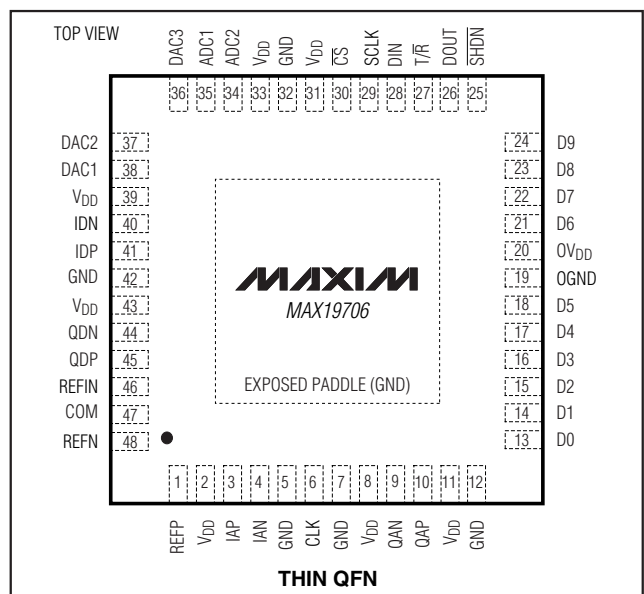 TOP VIEW
DAC3 ADC1 ADC2 VDD GND VDD CS SCLK DIN T/R DOUT SHDN
36 35 34 33 32 31 30 29 28 27 26 25
DAC2 37
DAC1 38
VDD 39
IDN 40
IDP 41
GND 42
VDD 43
QDN 44
QDP 45
REFIN 46
COM 47
REFN 48
MAXIM
MAX19706
EXPOSED PADDLE (GND)
24 D9
23 D8
22 D7
21 D6
20 OVDD
19 OGND
18 D5
17 D4
16 D3
15 D2
14 D1
13 D0
1 2 3 4 5 6 7 8 9 10 11 12
REFP VDD IAP IAN GND CLK GND VDD QAN QAP VDD GND
THIN QFN